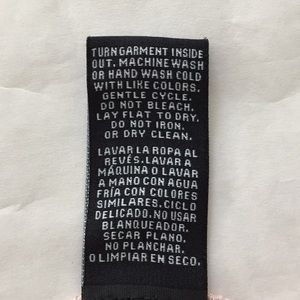 TURN GARMENT INSIDE
OUT. MACHINE WASH
OR HAND WASH COLD
WITH LIKE COLORS.
GENTLE CYCLE.
DO NOT BLEACH.
LAY FLAT TO DRY.
DO NOT IRON.
OR DRY CLEAN.
LAVAR LA ROPA AL
REVÉS. LAVAR A
MÁQUINA O LAVAR
A MANO CON AGUA
FRÍA CON COLORES
SIMILARES. CICLO
DELICADO. NO USAR
BLANQUEADOR.
SECAR PLANO.
NO PLANCHAR.
O LIMPIAR EN SECO.